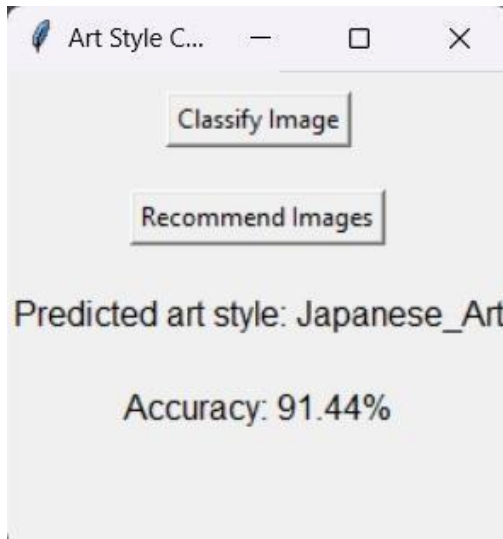 Art Style C...
Classify Image
Recommend Images
Predicted art style: Japanese_Art
Accuracy: 91.44%